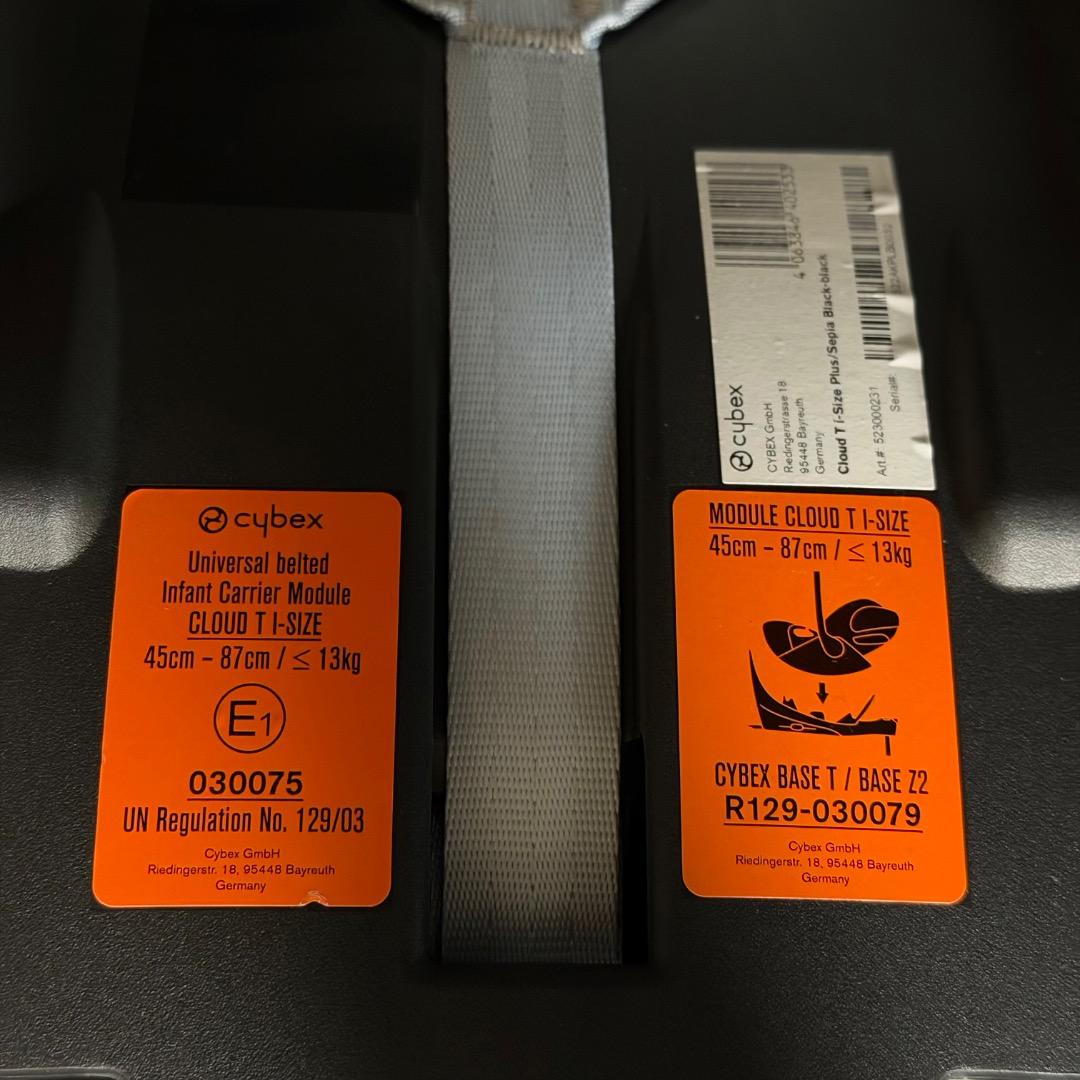 cybex
Universal belted
Infant Carrier Module
CLOUD T I-SIZE
45cm – 87cm / ≤ 13kg
E1
030075
UN Regulation No. 129/03
Cybex GmbH
Riedingerstr. 18, 95448 Bayreuth
Germany
cybex
CYBEX GmbH
Riedingerstrasse 18
95448 Bayreuth
Germany
Cloud T i-Size Plus/Sepia Black-black
Art.#: 523000231
Serial#:
MODULE CLOUD T I-SIZE
45cm – 87cm / ≤ 13kg
CYBEX BASE T / BASE Z2
R129-030079
Cybex GmbH
Riedingerstr. 18, 95448 Bayreuth
Germany